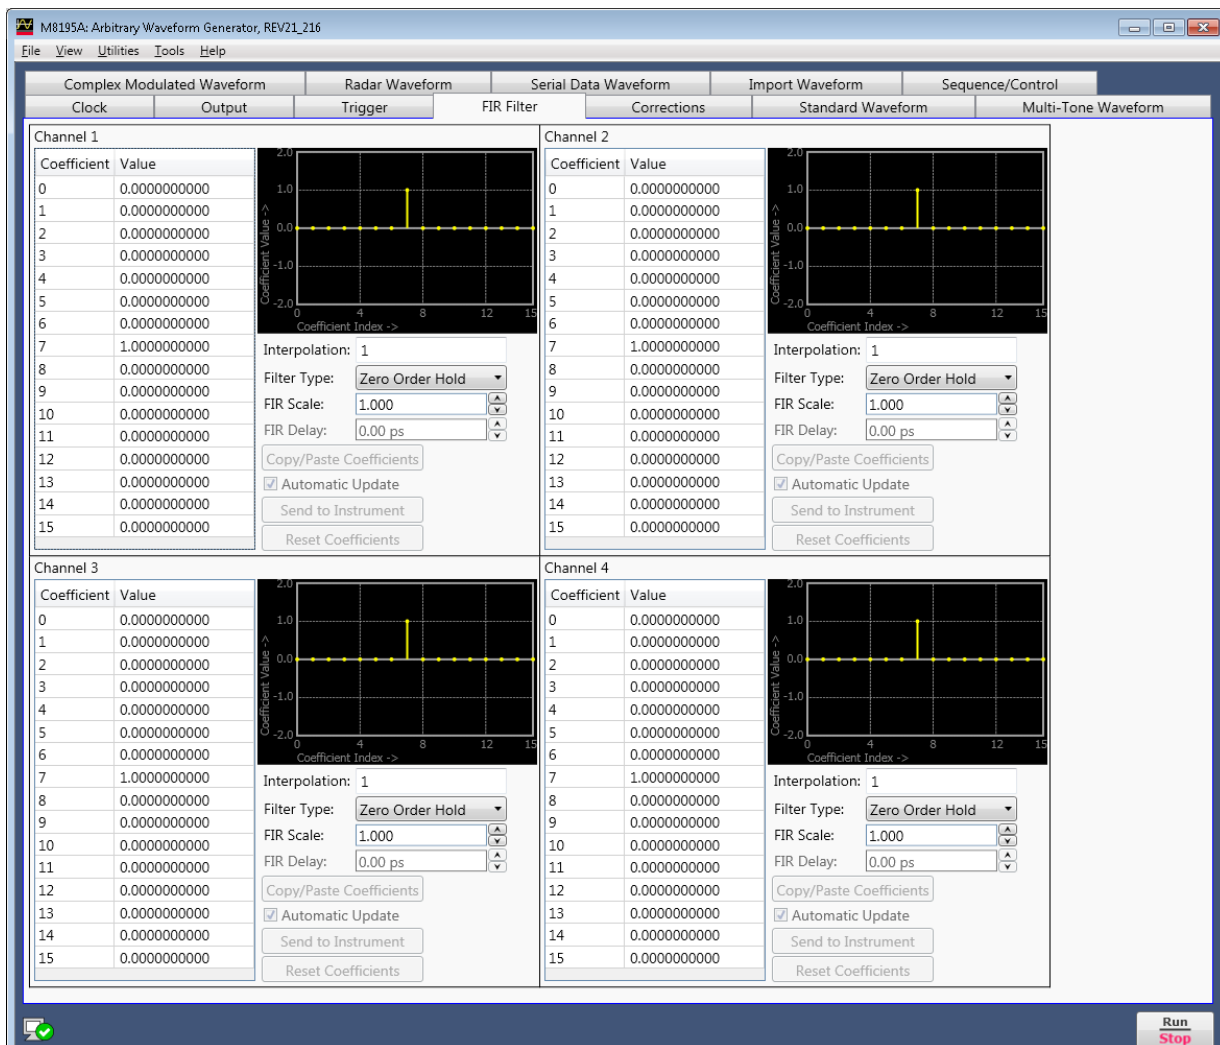 M8195A: Arbitrary Waveform Generator, REV21_216
File View Utilities Tools Help
Complex Modulated Waveform Radar Waveform Serial Data Waveform Import Waveform Sequence/Control
Clock Output Trigger FIR Filter Corrections Standard Waveform Multi-Tone Waveform
Channel 1
Coefficient Value
0 0.0000000000
1 0.0000000000
2 0.0000000000
3 0.0000000000
4 0.0000000000
5 0.0000000000
6 0.0000000000
7 1.0000000000
8 0.0000000000
9 0.0000000000
10 0.0000000000
11 0.0000000000
12 0.0000000000
13 0.0000000000
14 0.0000000000
15 0.0000000000
Coefficient Value ->
2.0
1.0
0.0
-1.0
-2.0
0 4 8 12 15
Coefficient Index ->
Interpolation: 1
Filter Type: Zero Order Hold
FIR Scale: 1.000
FIR Delay: 0.00 ps
Copy/Paste Coefficients
Automatic Update
Send to Instrument
Reset Coefficients
Channel 2
Coefficient Value
0 0.0000000000
1 0.0000000000
2 0.0000000000
3 0.0000000000
4 0.0000000000
5 0.0000000000
6 0.0000000000
7 1.0000000000
8 0.0000000000
9 0.0000000000
10 0.0000000000
11 0.0000000000
12 0.0000000000
13 0.0000000000
14 0.0000000000
15 0.0000000000
Coefficient Value ->
2.0
1.0
0.0
-1.0
-2.0
0 4 8 12 15
Coefficient Index ->
Interpolation: 1
Filter Type: Zero Order Hold
FIR Scale: 1.000
FIR Delay: 0.00 ps
Copy/Paste Coefficients
Automatic Update
Send to Instrument
Reset Coefficients
Channel 3
Coefficient Value
0 0.0000000000
1 0.0000000000
2 0.0000000000
3 0.0000000000
4 0.0000000000
5 0.0000000000
6 0.0000000000
7 1.0000000000
8 0.0000000000
9 0.0000000000
10 0.0000000000
11 0.0000000000
12 0.0000000000
13 0.0000000000
14 0.0000000000
15 0.0000000000
Coefficient Value ->
2.0
1.0
0.0
-1.0
-2.0
0 4 8 12 15
Coefficient Index ->
Interpolation: 1
Filter Type: Zero Order Hold
FIR Scale: 1.000
FIR Delay: 0.00 ps
Copy/Paste Coefficients
Automatic Update
Send to Instrument
Reset Coefficients
Channel 4
Coefficient Value
0 0.0000000000
1 0.0000000000
2 0.0000000000
3 0.0000000000
4 0.0000000000
5 0.0000000000
6 0.0000000000
7 1.0000000000
8 0.0000000000
9 0.0000000000
10 0.0000000000
11 0.0000000000
12 0.0000000000
13 0.0000000000
14 0.0000000000
15 0.0000000000
Coefficient Value ->
2.0
1.0
0.0
-1.0
-2.0
0 4 8 12 15
Coefficient Index ->
Interpolation: 1
Filter Type: Zero Order Hold
FIR Scale: 1.000
FIR Delay: 0.00 ps
Copy/Paste Coefficients
Automatic Update
Send to Instrument
Reset Coefficients
Run
Stop